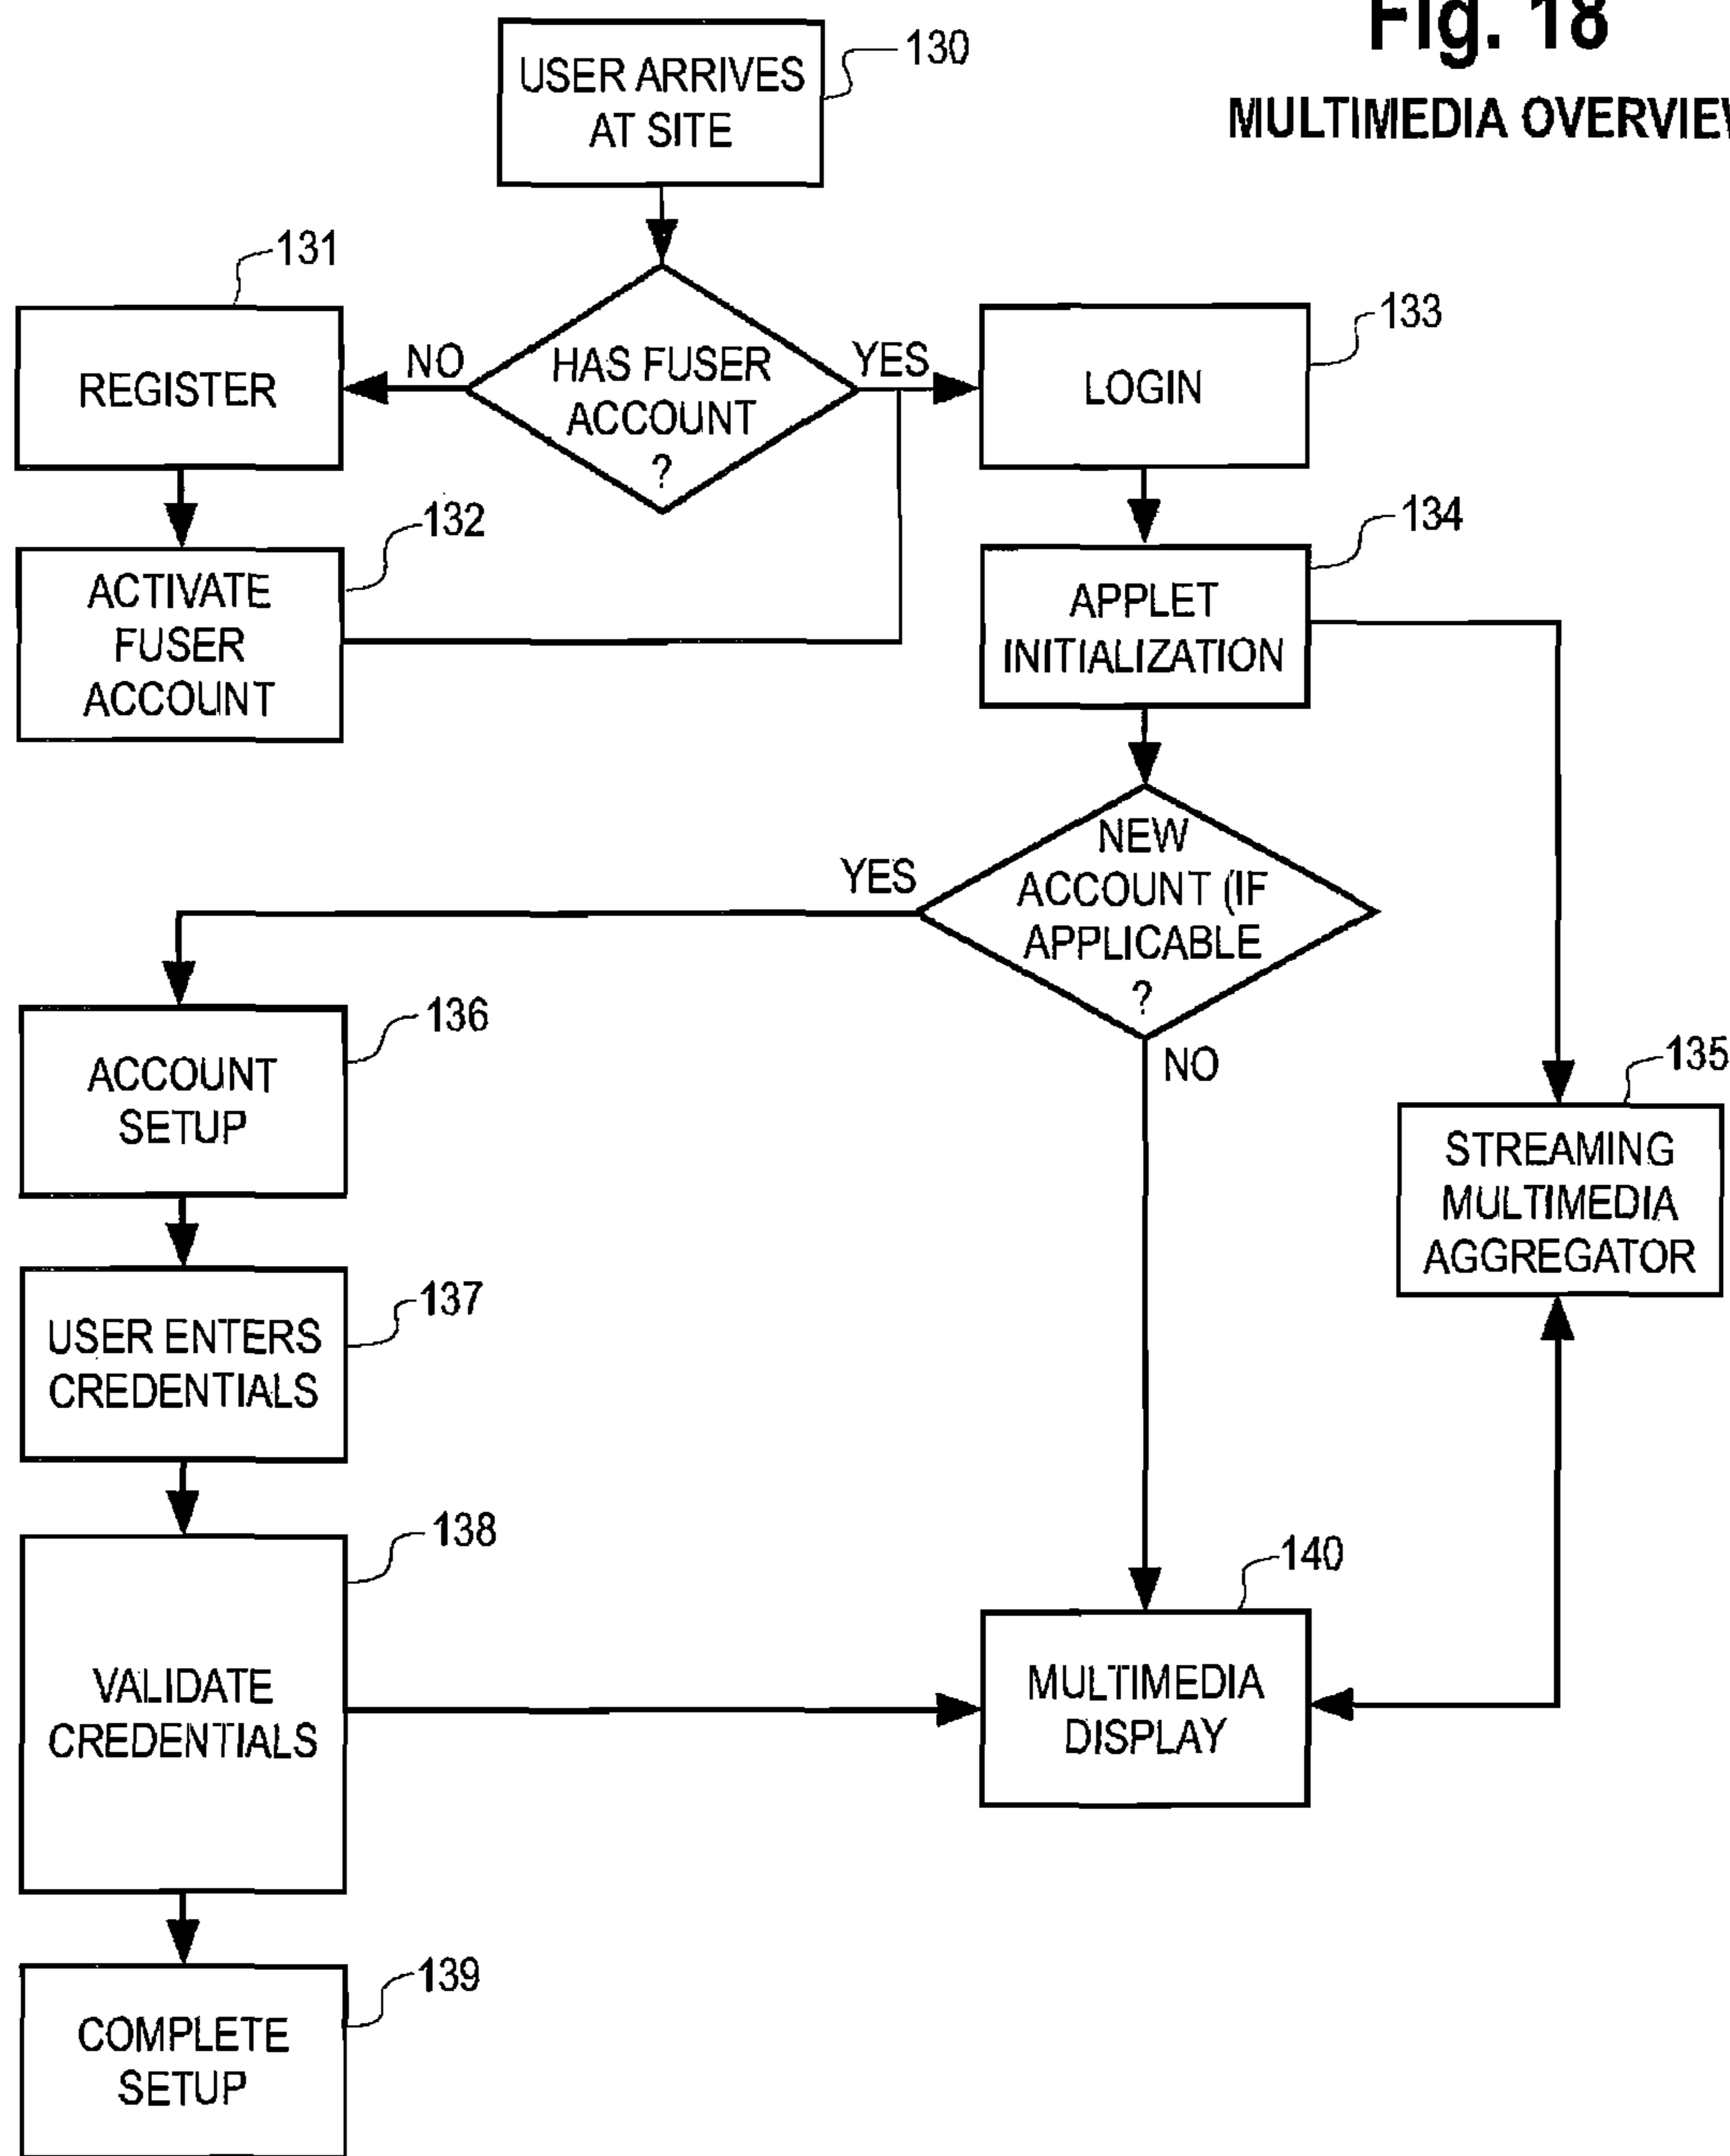 Fig. 18
MULTIMEDIA OVERVIEW
USER ARRIVES
AT SITE
130
131
REGISTER
NO
HAS FUSER
ACCOUNT
?
YES
LOGIN
133
132
ACTIVATE
FUSER
ACCOUNT
APPLET
INITIALIZATION
134
NEW
ACCOUNT (IF
APPLICABLE
?
YES
NO
136
ACCOUNT
SETUP
135
STREAMING
MULTIMEDIA
AGGREGATOR
137
USER ENTERS
CREDENTIALS
138
VALIDATE
CREDENTIALS
140
MULTIMEDIA
DISPLAY
139
COMPLETE
SETUP